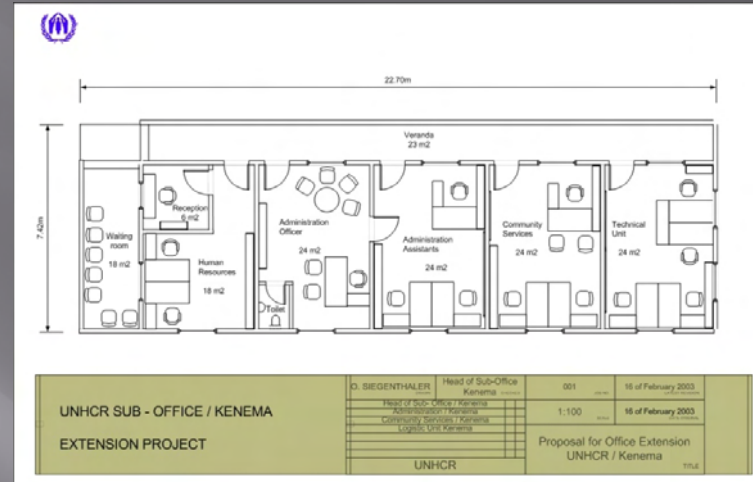 22.70m
7.42m
Veranda
23 m2
Reception
6 m2
Waiting
room
18 m2
Human
Resources
18 m2
Administration
Officer
24 m2
Toilet
Administration
Assistants
24 m2
Community
Services
24 m2
Technical
Unit
24 m2
UNHCR SUB - OFFICE / KENEMA
EXTENSION PROJECT
O. SIEGENTHALER
Head of Sub-Office
Kenema
Head of Sub- Office / Kenema
Administration / Kenema
Community Services / Kenema
Logistic Unit Kenema
UNHCR
001
16 of February 2003
1:100
16 of February 2003
Proposal for Office Extension
UNHCR / Kenema
TITLE